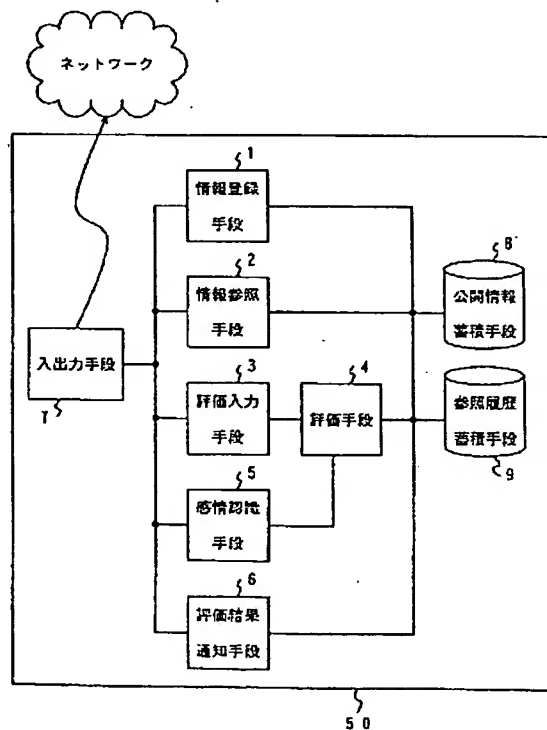 ネットワーク
1
情報登録
手段
2
情報参照
手段
8
公開情報
蓄積手段
入出力手段
7
3
評価入力
手段
4
評価手段
参照履歴
蓄積手段
9
5
感情認識
手段
6
評価結果
通知手段
50